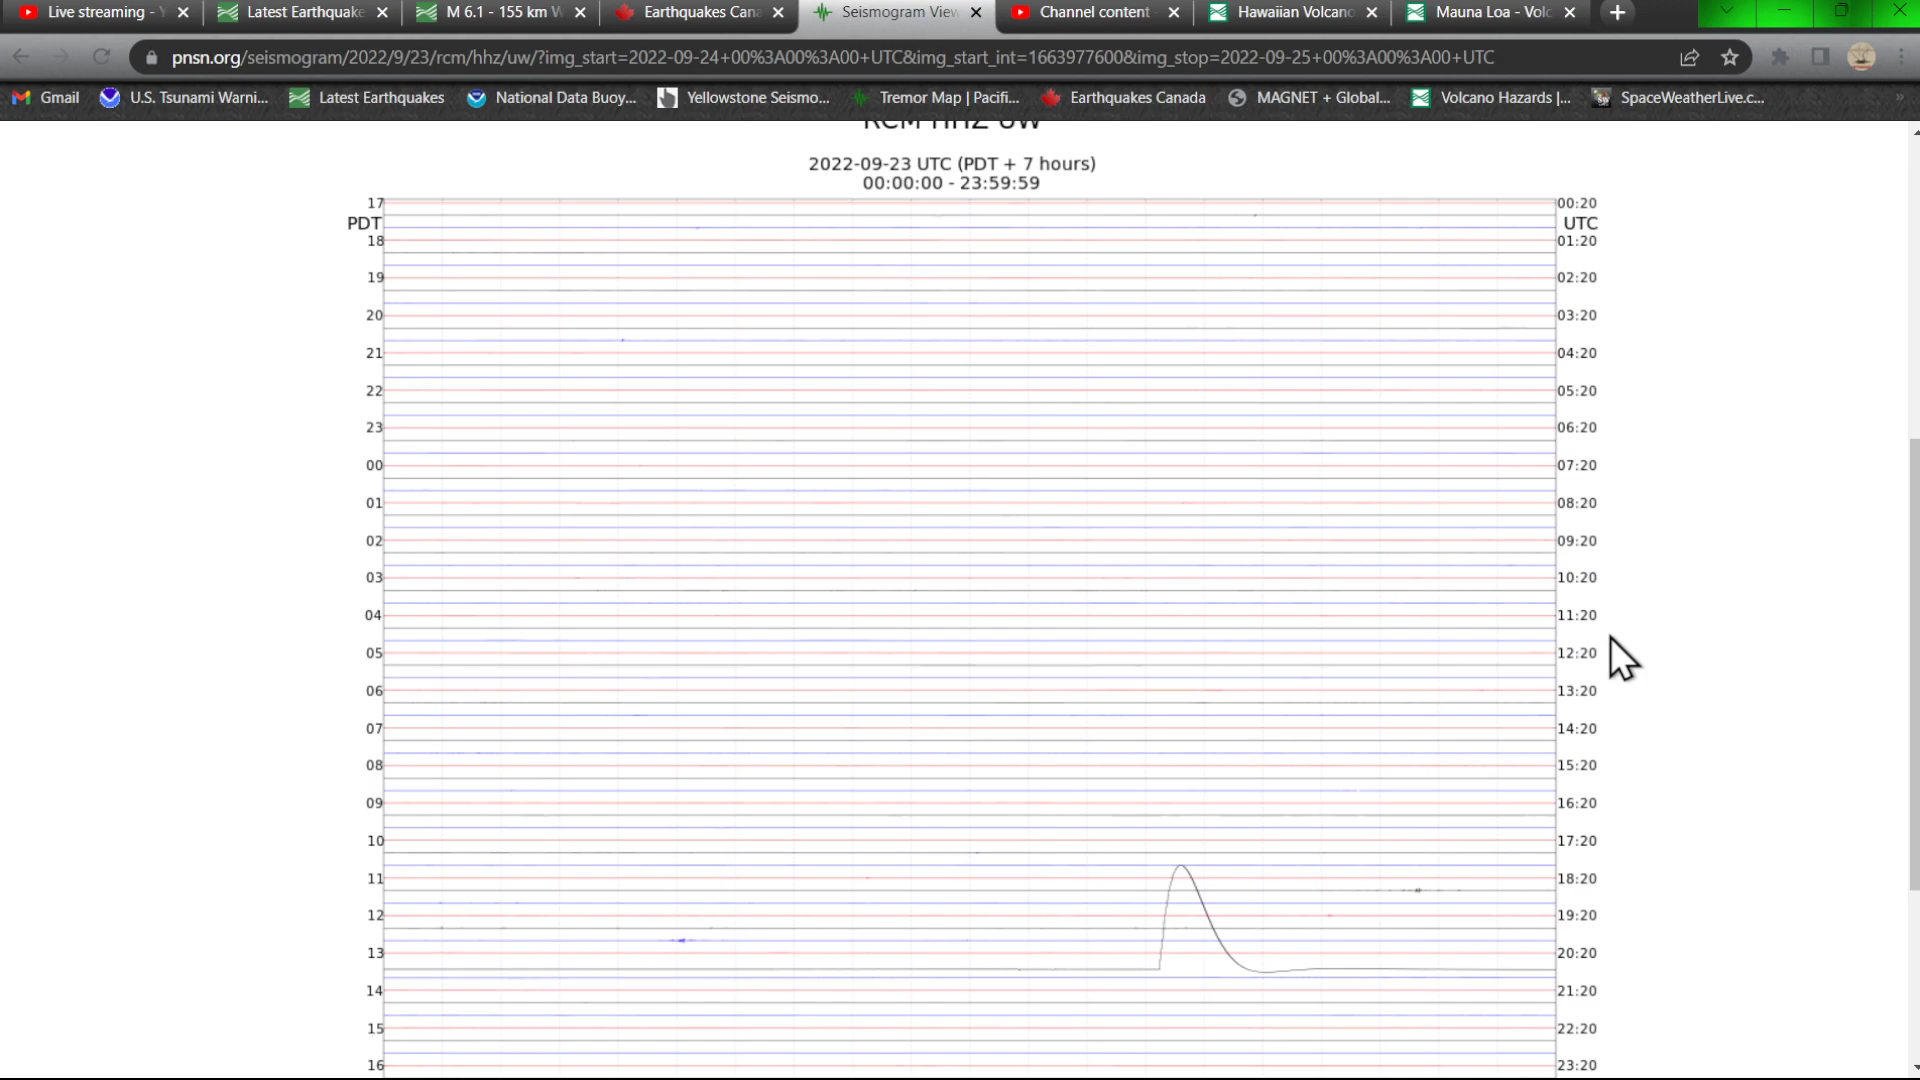 Live streaming - Y
Latest Earthquake
M 6.1 - 155 km W
Earthquakes Cana
Seismogram View
Channel content -
Hawaiian Volcano
Mauna Loa - Volc
pnsn.org/seismogram/2022/9/23/rcm/hhz/uw/?img_start=2022-09-24+00%3A00%3A00+UTC&img_start_int=1663977600&img_stop=2022-09-25+00%3A00%3A00+UTC
Gmail
U.S. Tsunami Warni...
Latest Earthquakes
National Data Buoy...
Yellowstone Seismo...
Tremor Map | Pacifi...
Earthquakes Canada
MAGNET + Global...
Volcano Hazards |...
SpaceWeatherLive.c...
RCM HHZ UW
2022-09-23 UTC (PDT + 7 hours)
00:00:00 - 23:59:59
17 00:20
PDT UTC
18 01:20
19 02:20
20 03:20
21 04:20
22 05:20
23 06:20
00 07:20
01 08:20
02 09:20
03 10:20
04 11:20
05 12:20
06 13:20
07 14:20
08 15:20
09 16:20
10 17:20
11 18:20
12 19:20
13 20:20
14 21:20
15 22:20
16 23:20